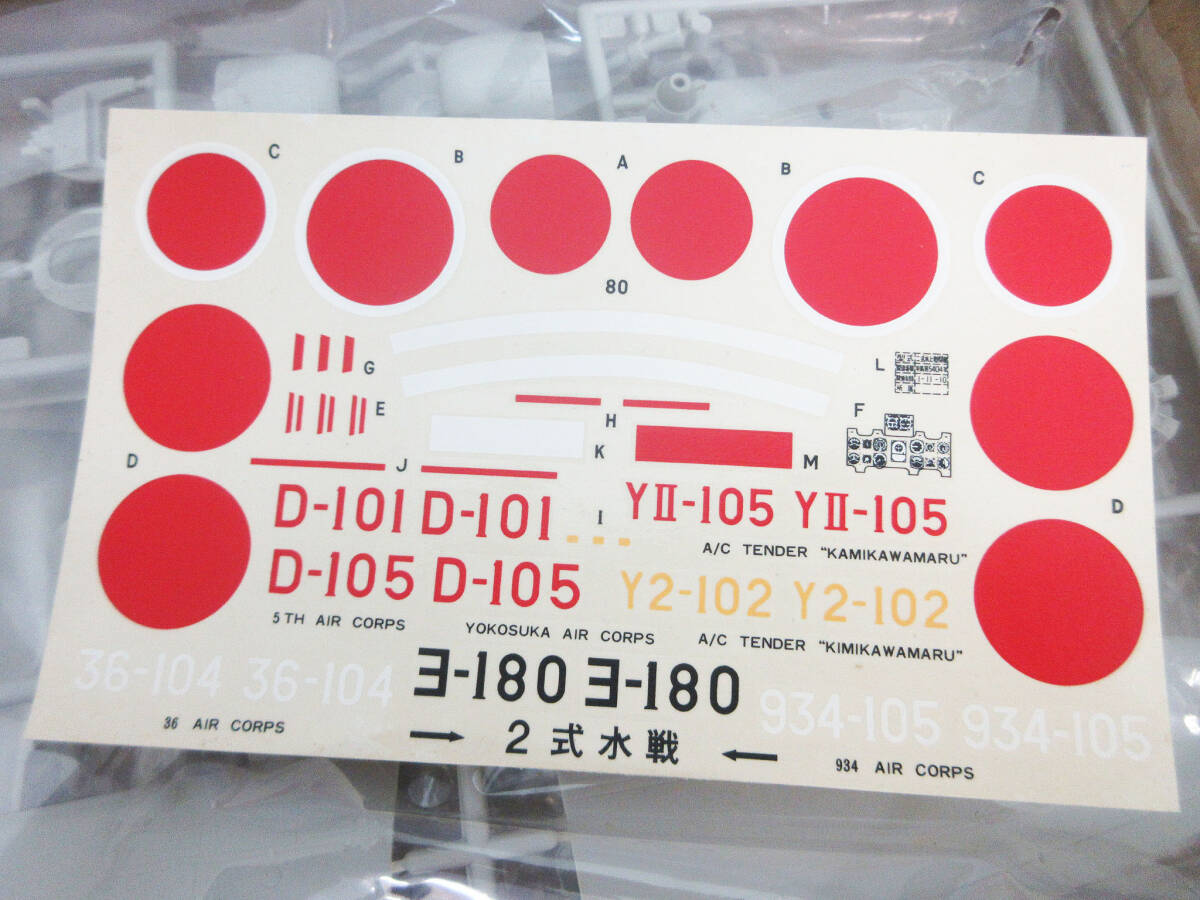 C B A B C
80
G
L
E
F
H
K
M
D
J
D
D-101 D-101
I
YII-105 YII-105
A/C TENDER "KAMIKAWAMARU"
D-105 D-105
Y2-102 Y2-102
5TH AIR CORPS
YOKOSUKA AIR CORPS
A/C TENDER "KIMIKAWAMARU"
36-104 36-104
ヨ-180 ヨ-180
934-105 934-105
36 AIR CORPS
2式水戦
934 AIR CORPS